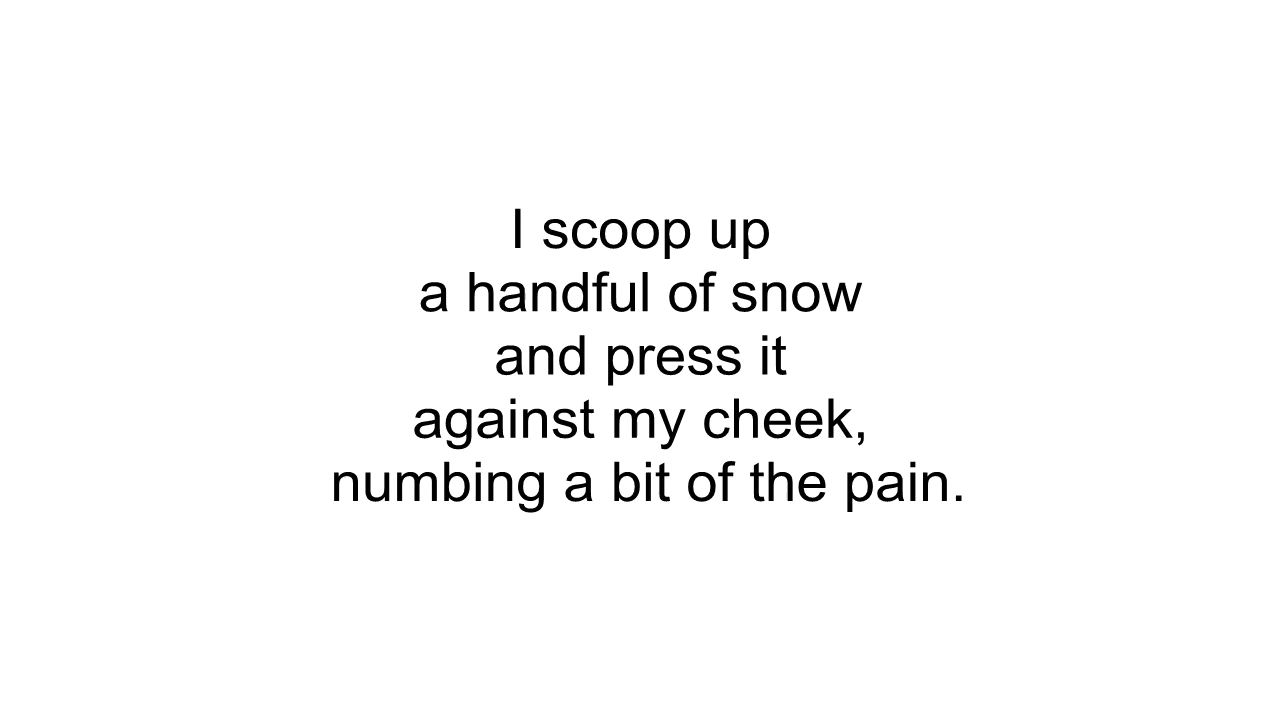 I scoop up
a handful of snow
and press it
against my cheek,
numbing a bit of the pain.